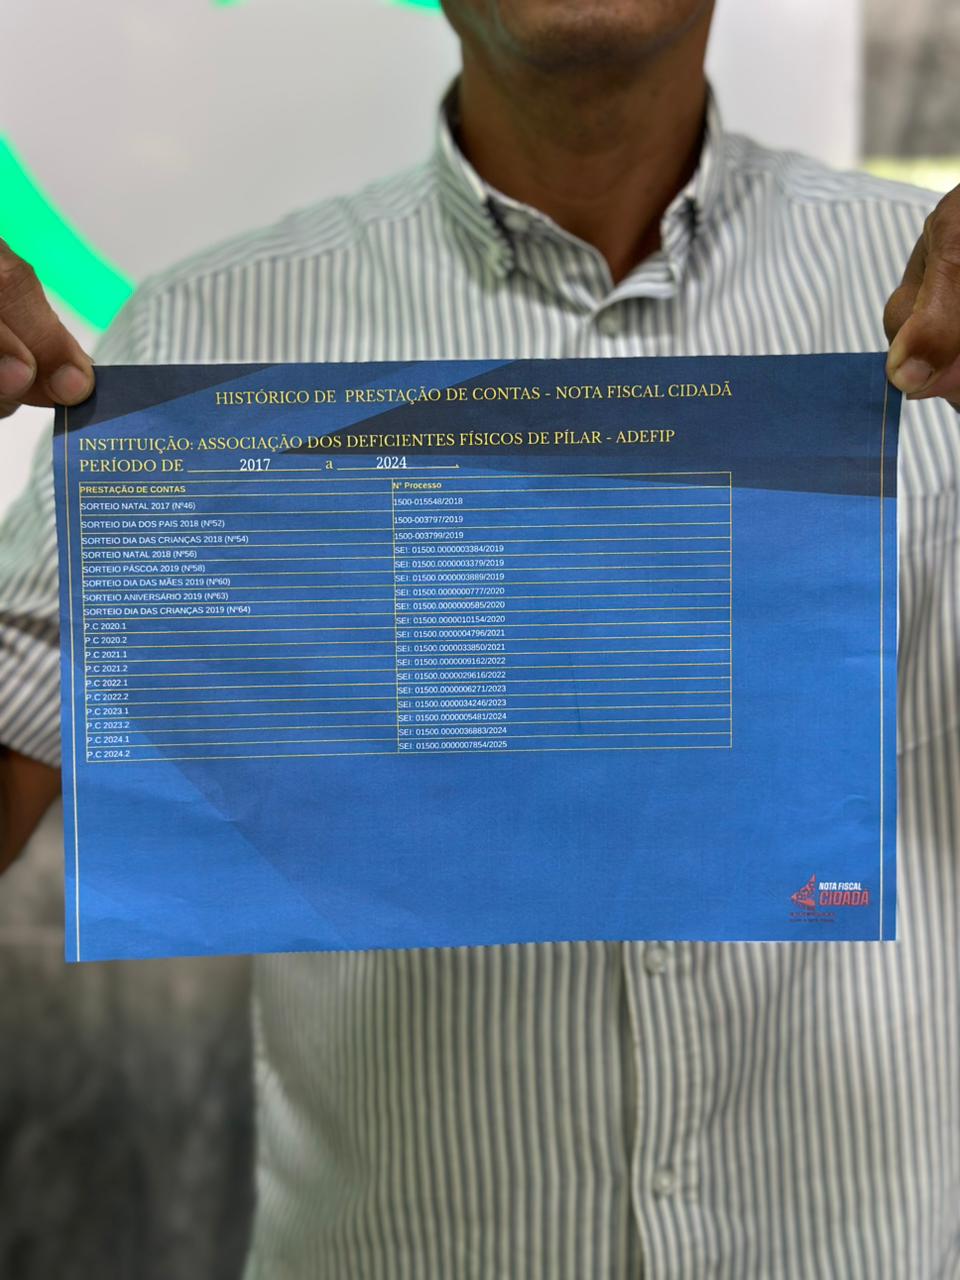 HISTÓRICO DE PRESTAÇÃO DE CONTAS - NOTA FISCAL CIDADÃ
INSTITUIÇÃO: ASSOCIAÇÃO DOS DEFICIENTES FÍSICOS DE PÍLAR - ADEFIP
PERÍODO DE 2017 a 2024.
PRESTAÇÃO DE CONTAS N° Processo
SORTEIO NATAL 2017 (Nº46) 1500-015548/2018
SORTEIO DIA DOS PAIS 2018 (Nº52) 1500-003797/2019
SORTEIO DIA DAS CRIANÇAS 2018 (Nº54) 1500-003799/2019
SORTEIO NATAL 2018 (Nº56) SEI: 01500.0000003384/2019
SORTEIO PÁSCOA 2019 (Nº58) SEI: 01500.0000003379/2019
SORTEIO DIA DAS MÃES 2019 (Nº60) SEI: 01500.0000003889/2019
SORTEIO ANIVERSÁRIO 2019 (Nº63) SEI: 01500.0000000777/2020
SORTEIO DIA DAS CRIANÇAS 2019 (Nº64) SEI: 01500.0000000585/2020
P.C 2020.1 SEI: 01500.0000010154/2020
P.C 2020.2 SEI: 01500.0000004796/2021
P.C 2021.1 SEI: 01500.0000033850/2021
P.C 2021.2 SEI: 01500.0000009162/2022
P.C 2022.1 SEI: 01500.0000029616/2022
P.C 2022.2 SEI: 01500.0000006271/2023
P.C 2023.1 SEI: 01500.0000034246/2023
P.C 2023.2 SEI: 01500.0000005481/2024
P.C 2024.1 SEI: 01500.0000036883/2024
P.C 2024.2 SEI: 01500.0000007854/2025
NOTA FISCAL
CIDADÃ